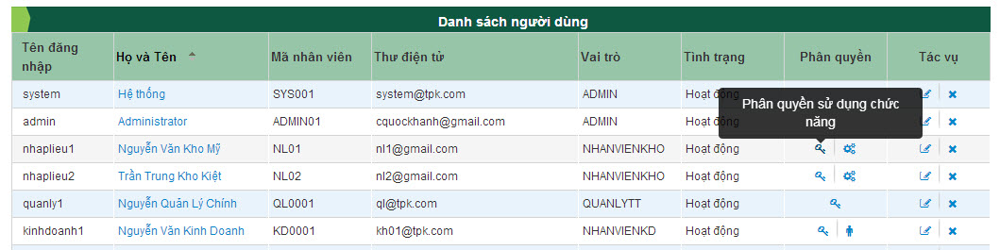 Danh sách người dùng
Tên đăng nhập Họ và Tên Mã nhân viên Thư điện tử Vai trò Tình trạng Phân quyền Tác vụ
system Hệ thống SYS001 system@tpk.com ADMIN Hoạt động
Phân quyền sử dụng chức năng
admin Administrator ADMIN01 cquockhanh@gmail.com ADMIN Hoạt động
nhaplieu1 Nguyễn Văn Kho Mỹ NL01 nl1@gmail.com NHANVIENKHO Hoạt động
nhaplieu2 Trần Trung Kho Kiệt NL02 nl2@gmail.com NHANVIENKHO Hoạt động
quanly1 Nguyễn Quản Lý Chính QL0001 ql@tpk.com QUANLYTT Hoạt động
kinhdoanh1 Nguyễn Văn Kinh Doanh KD0001 kh01@tpk.com NHANVIENKD Hoạt động